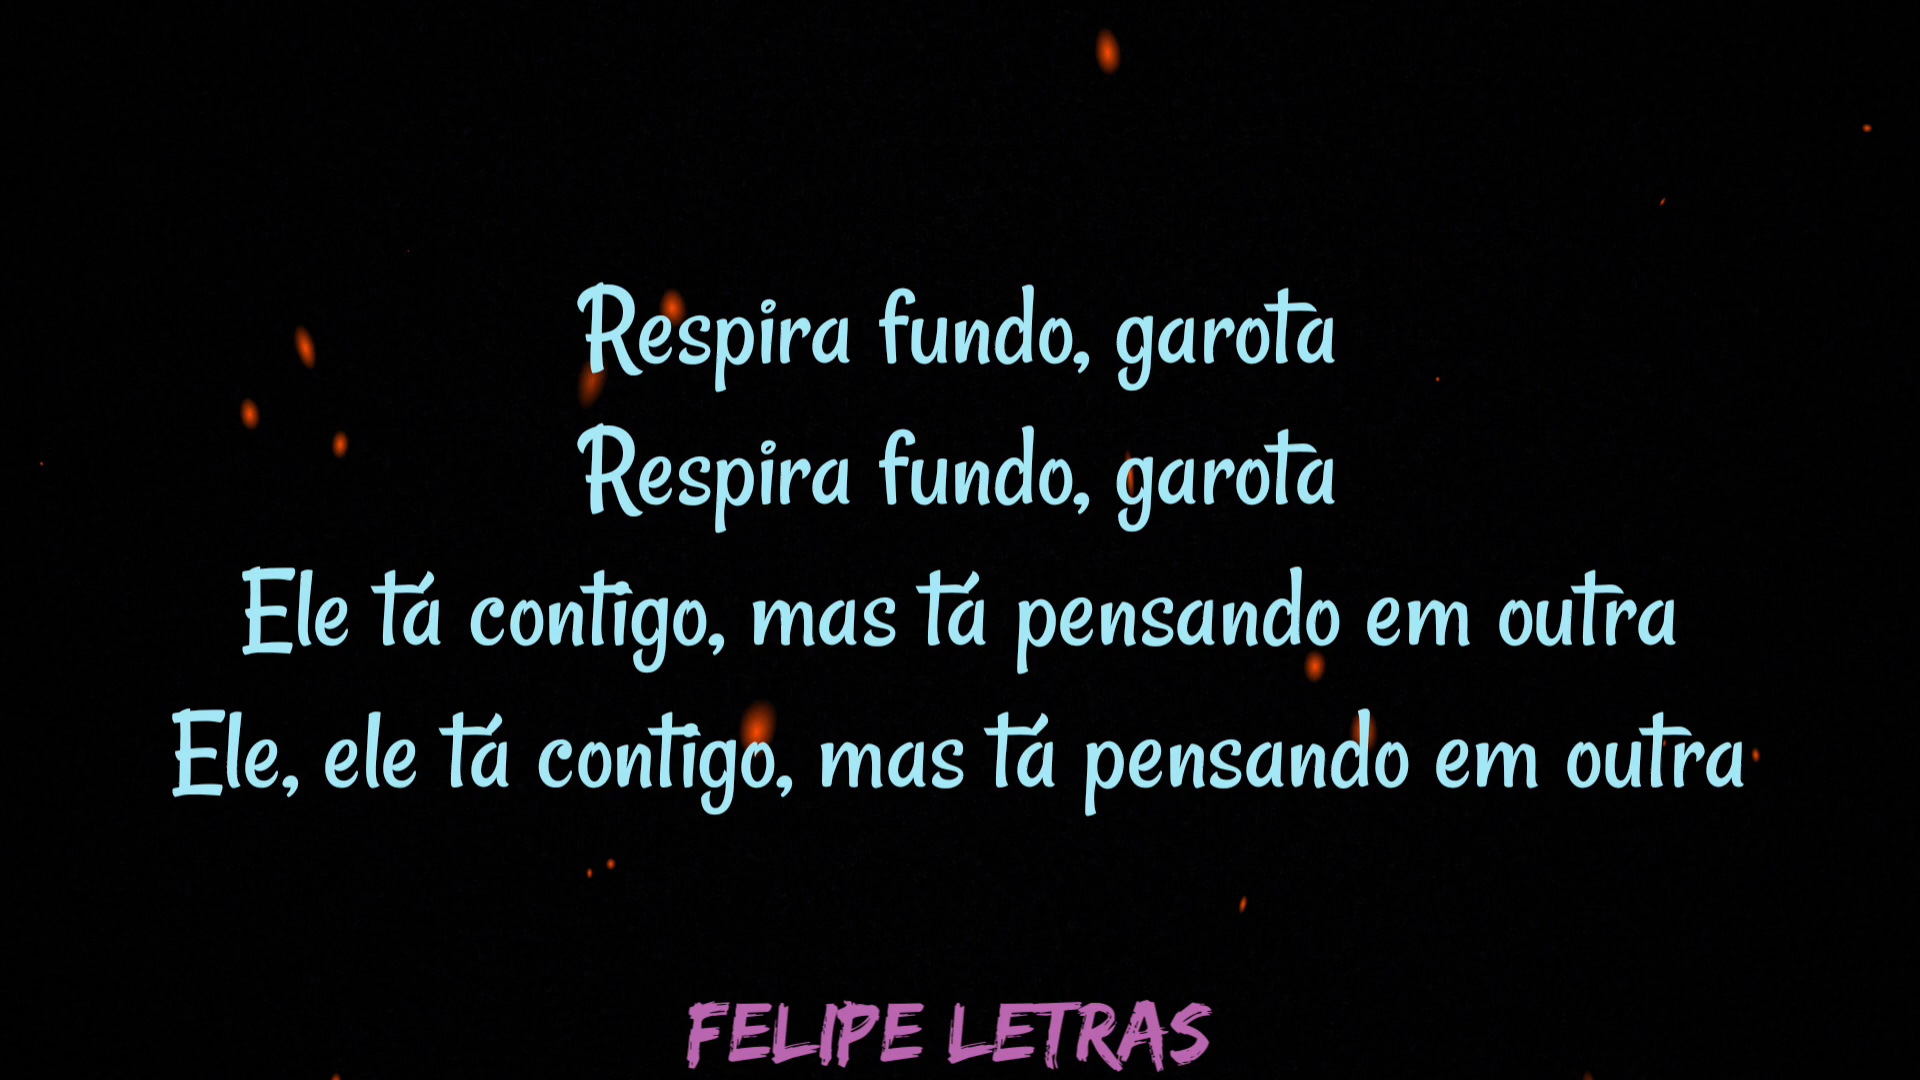 Respira fundo, garota
Respira fundo, garota
Ele tá contigo, mas tá pensando em outra
Ele, ele tá contigo, mas tá pensando em outra
FELIPE LETRAS